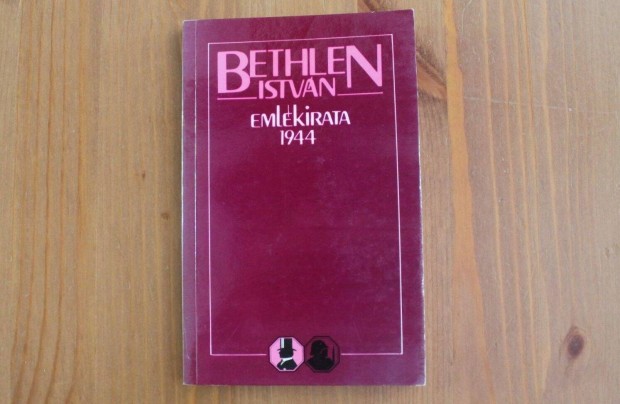 BETHLEN
ISTVÁN
EMLÉKIRATA
1944